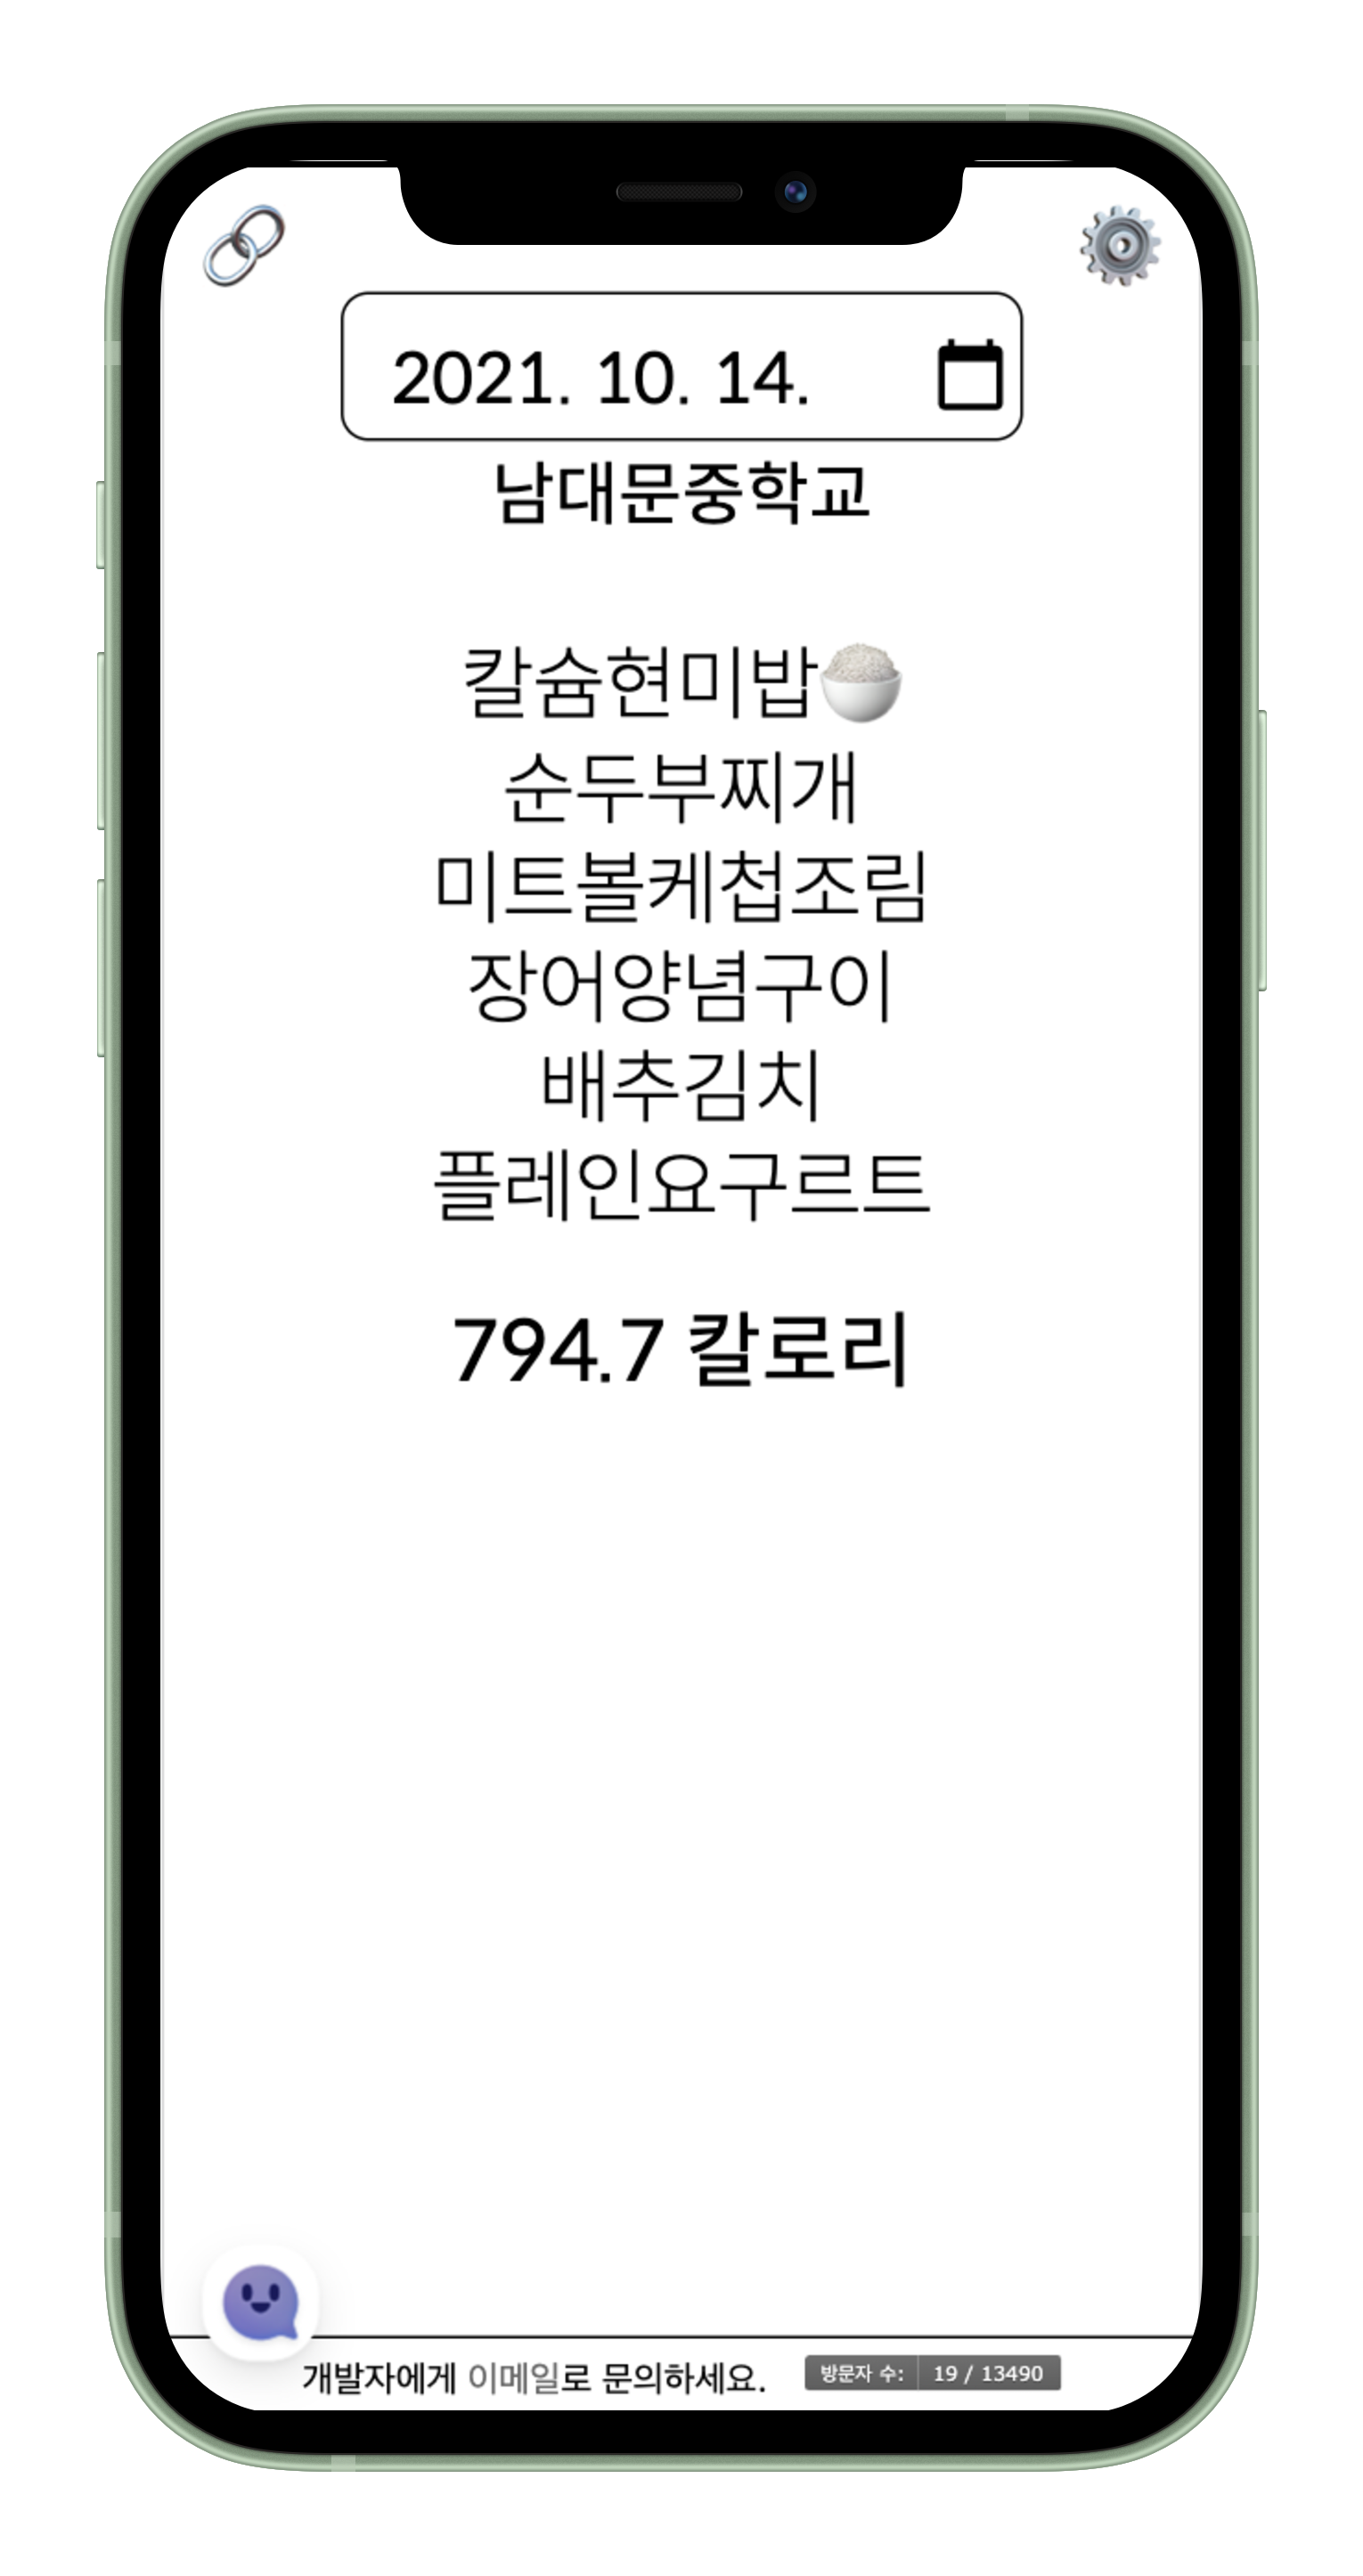 2021. 10. 14.
남대문중학교
칼슘현미밥🍚
순두부찌개
미트볼케첩조림
장어양념구이
배추김치
플레인요구르트
794.7 칼로리
개발자에게 이메일로 문의하세요. 방문자 수: 19 / 13490